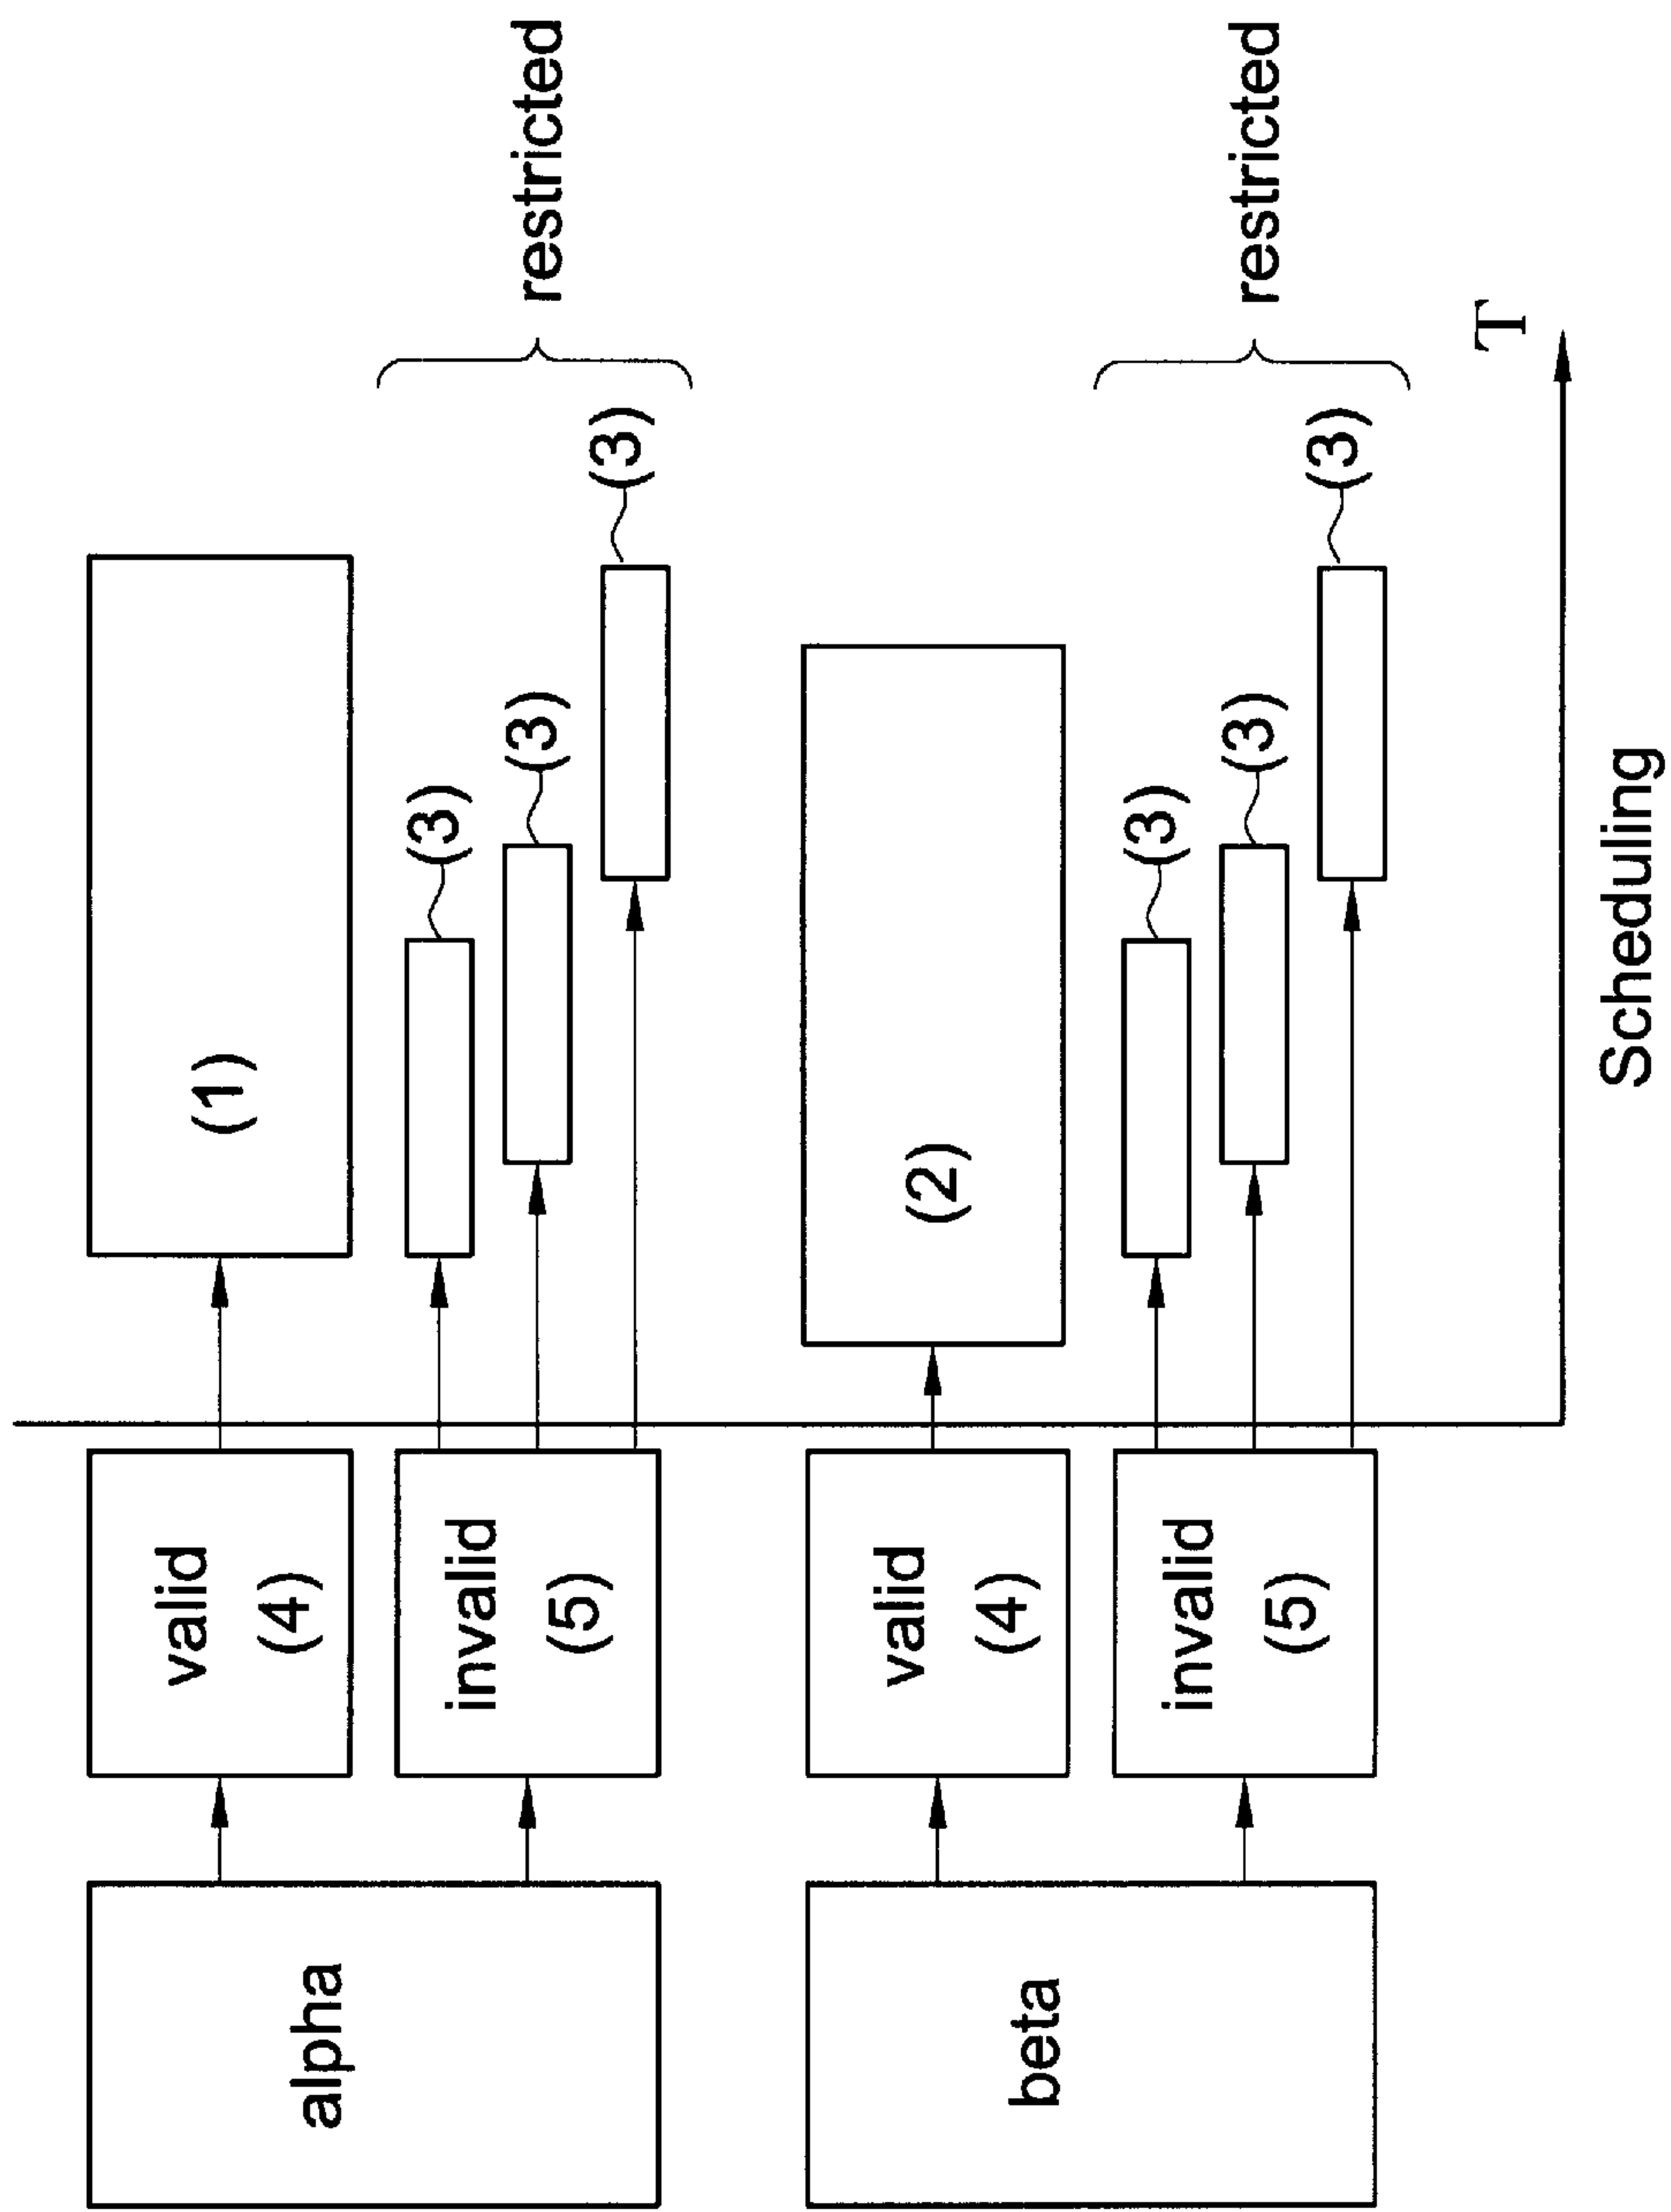 alpha
valid
(4)
(1)
invalid
(5)
(3)
(3)
(3)
restricted
beta
valid
(4)
(2)
invalid
(5)
(3)
(3)
(3)
restricted
T
Scheduling